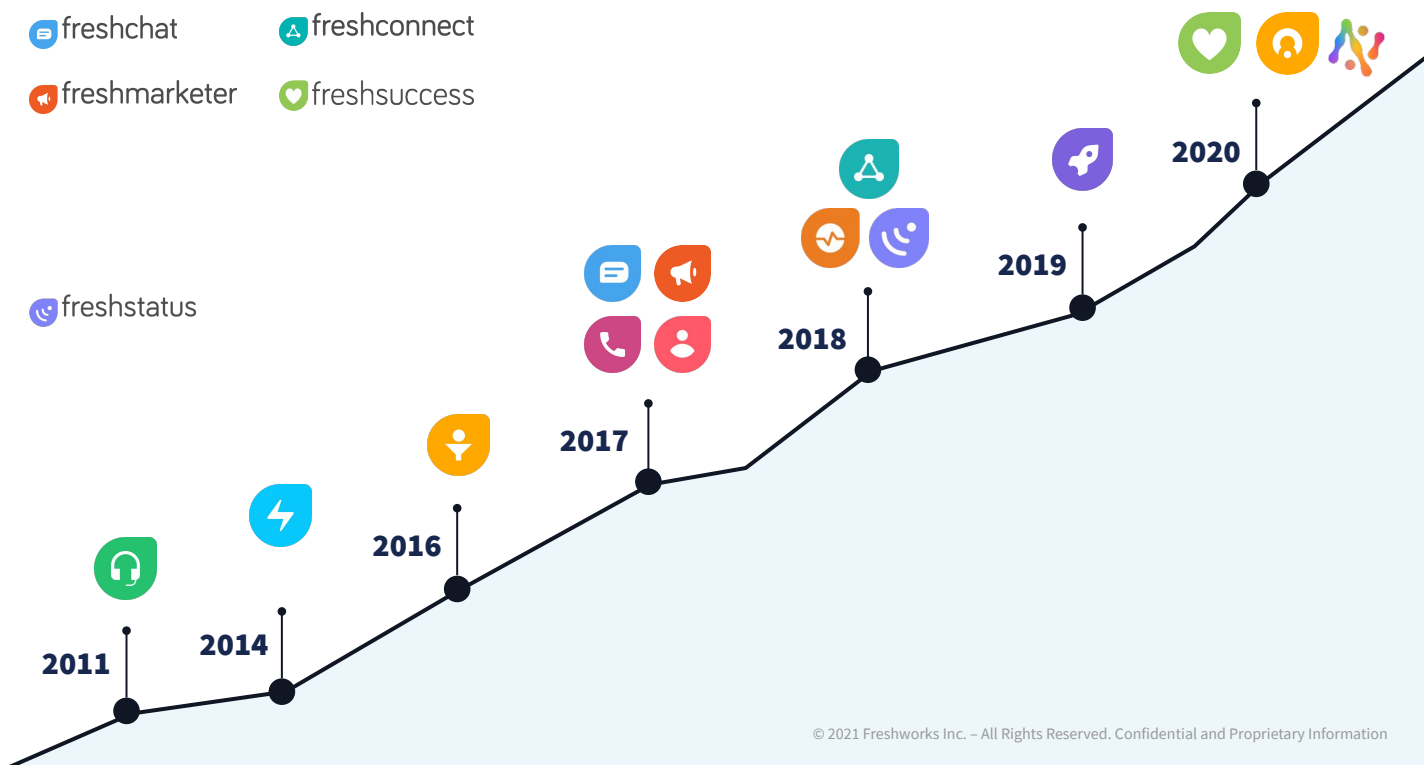 freshchat
freshconnect
freshmarketer
freshsuccess
freshstatus
2020
2019
2018
2017
2016
2014
2011
© 2021 Freshworks Inc. – All Rights Reserved. Confidential and Proprietary Information